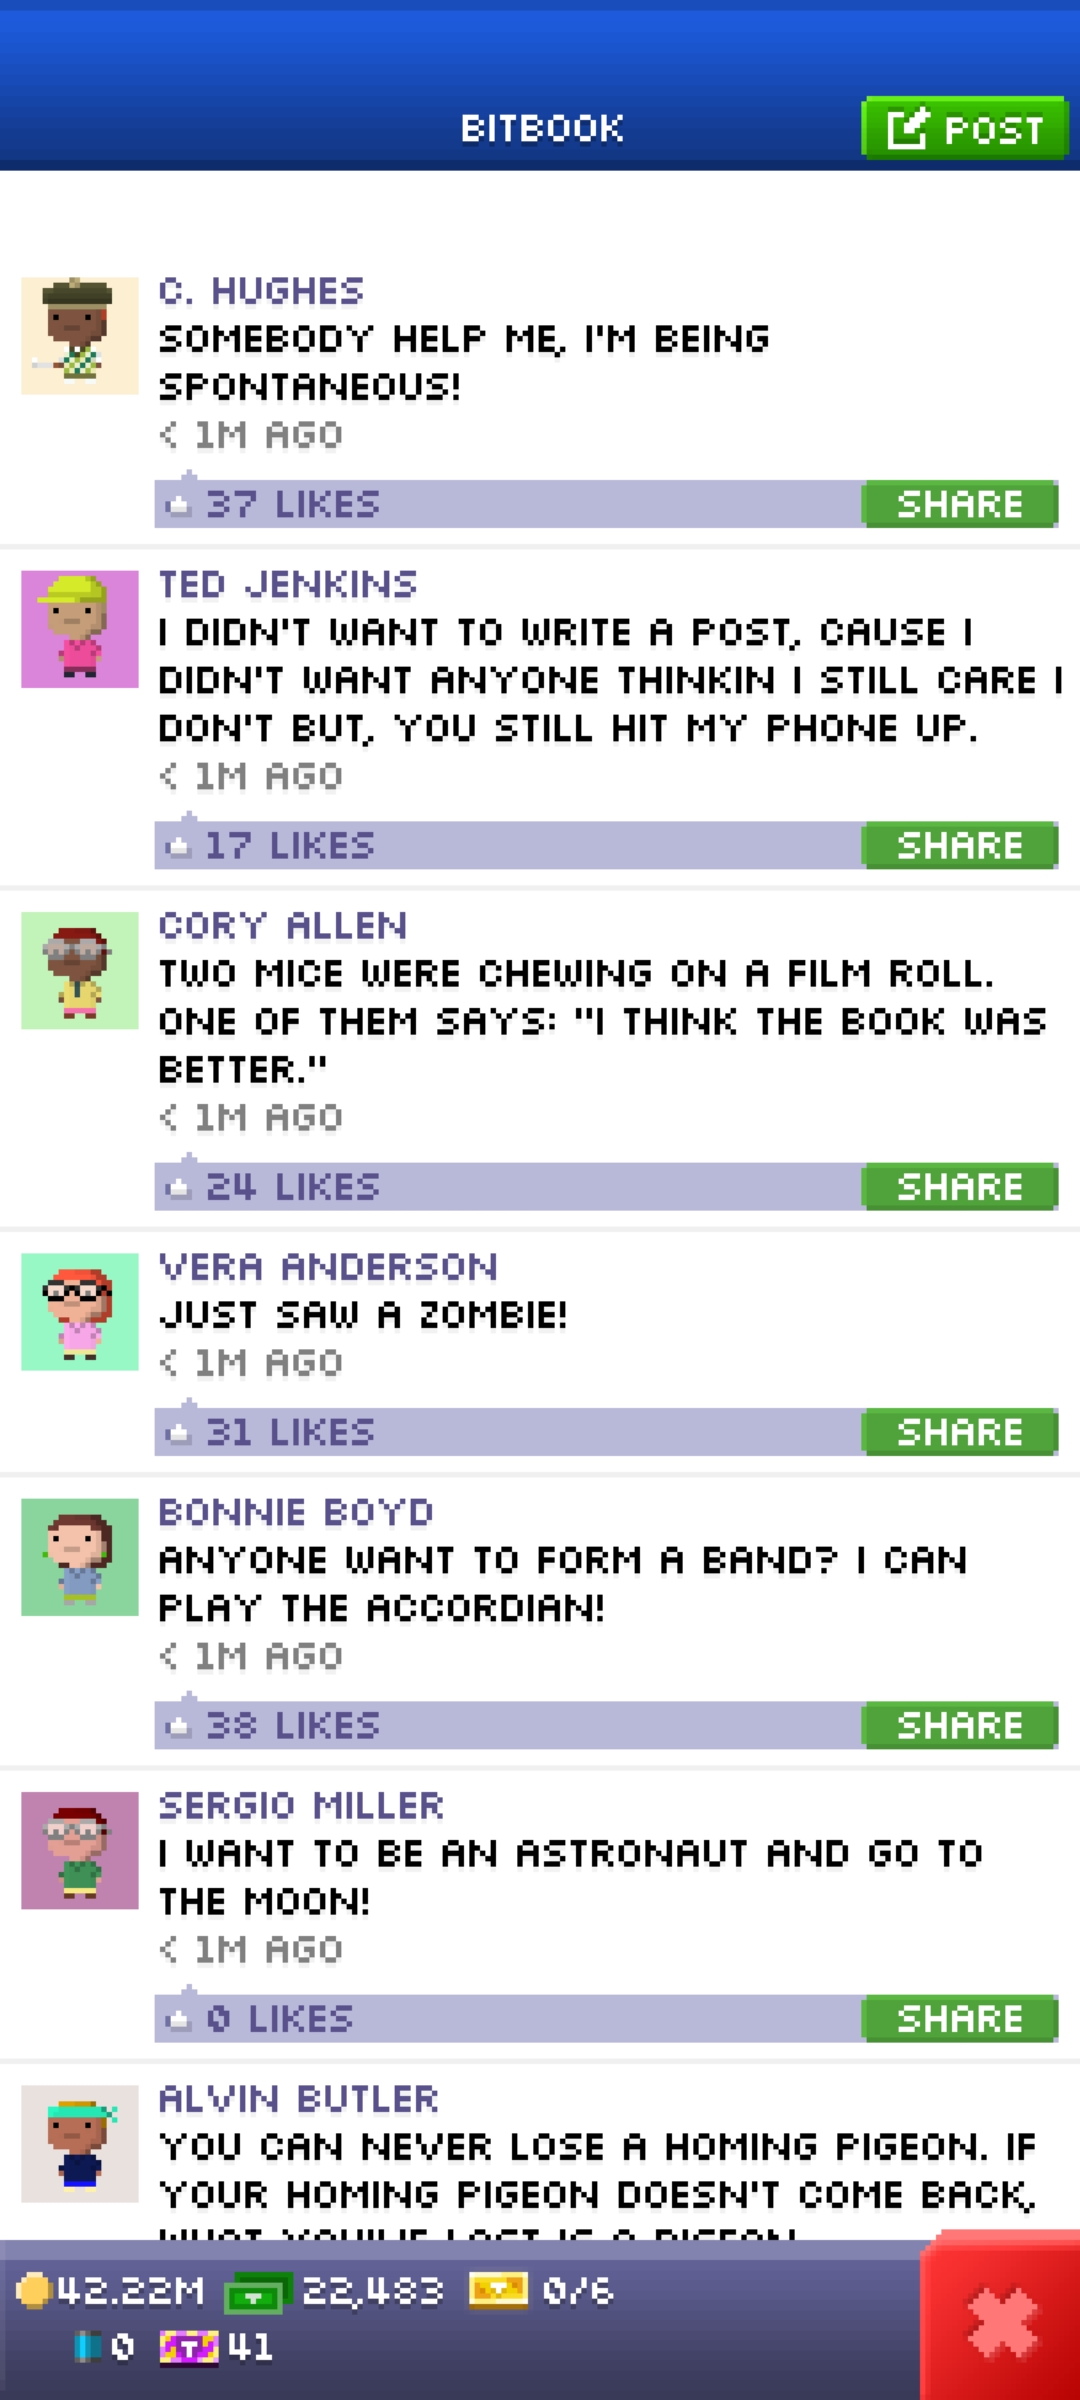 BITBOOK
POST
C. HUGHES
SOMEBODY HELP ME, I'M BEING
SPONTANEOUS!
< 1M AGO
37 LIKES
SHARE
TED JENKINS
I DIDN'T WANT TO WRITE A POST, CAUSE I
DIDN'T WANT ANYONE THINKIN I STILL CARE I
DON'T BUT, YOU STILL HIT MY PHONE UP.
< 1M AGO
17 LIKES
SHARE
CORY ALLEN
TWO MICE WERE CHEWING ON A FILM ROLL.
ONE OF THEM SAYS: "I THINK THE BOOK WAS
BETTER."
< 1M AGO
24 LIKES
SHARE
VERA ANDERSON
JUST SAW A ZOMBIE!
< 1M AGO
31 LIKES
SHARE
BONNIE BOYD
ANYONE WANT TO FORM A BAND? I CAN
PLAY THE ACCORDIAN!
< 1M AGO
38 LIKES
SHARE
SERGIO MILLER
I WANT TO BE AN ASTRONAUT AND GO TO
THE MOON!
< 1M AGO
0 LIKES
SHARE
ALVIN BUTLER
YOU CAN NEVER LOSE A HOMING PIGEON. IF
YOUR HOMING PIGEON DOESN'T COME BACK,
WHAT YOU'VE LOST IS A PIGEON
42.22M 22,483 0/6
0 T 41